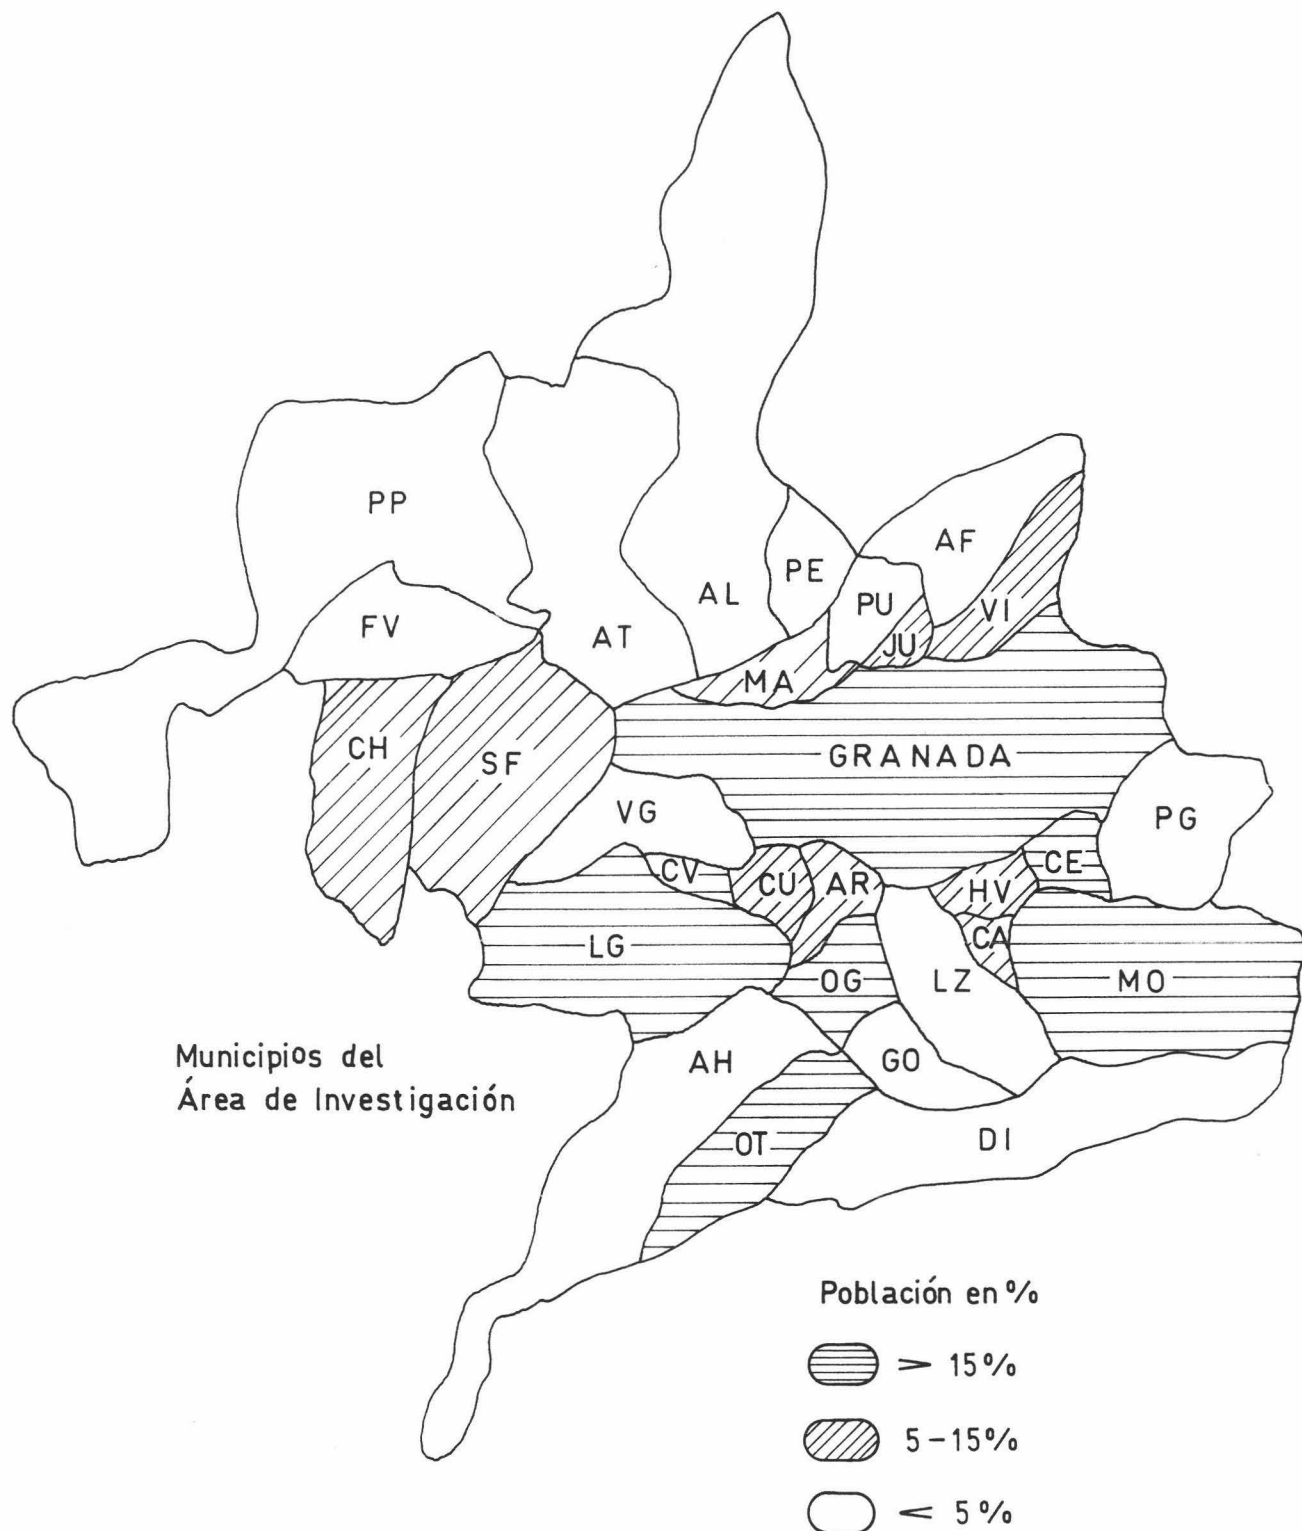 PP
AF
PE
AL
PU
VI
FV
AT
JU
MA
CH
SF
GRANADA
VG
PG
CE
CV
CU
AR
HV
LG
CA
OG
LZ
MO
Municipios del
Área de Investigación
AH
GO
OT
DI
Población en %
> 15%
5-15%
< 5%